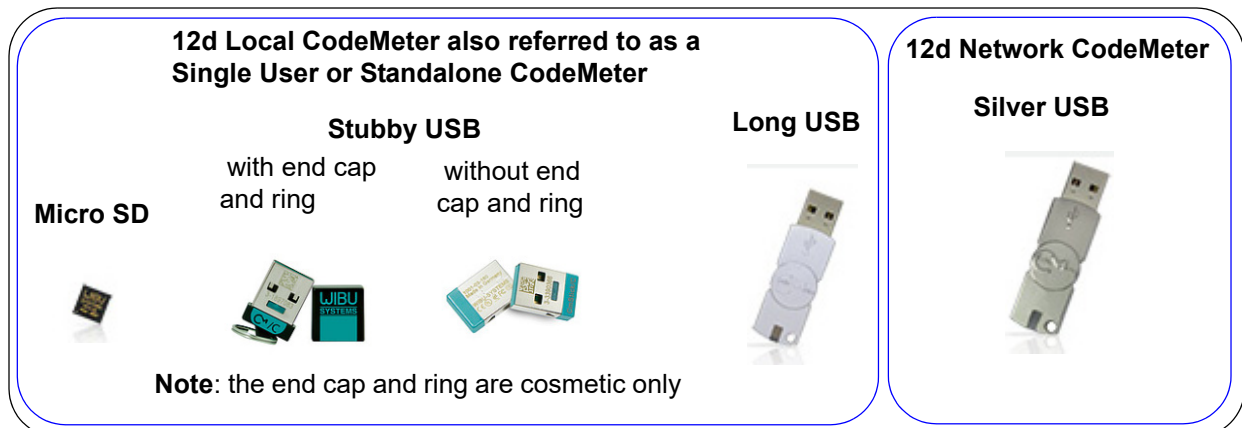 12d Local CodeMeter also referred to as a
Single User or Standalone CodeMeter
Stubby USB
with end cap
and ring
without end
cap and ring
Long USB
Micro SD
WIBU
SYSTEMS
Note: the end cap and ring are cosmetic only
12d Network CodeMeter
Silver USB